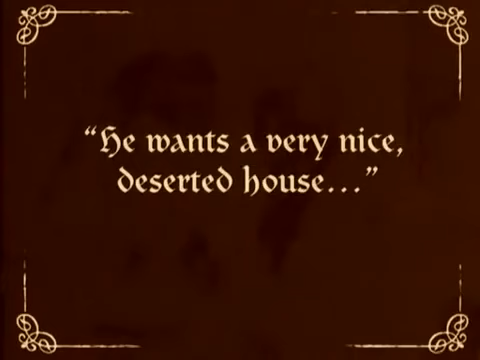 “He wants a very nice,
deserted house...”